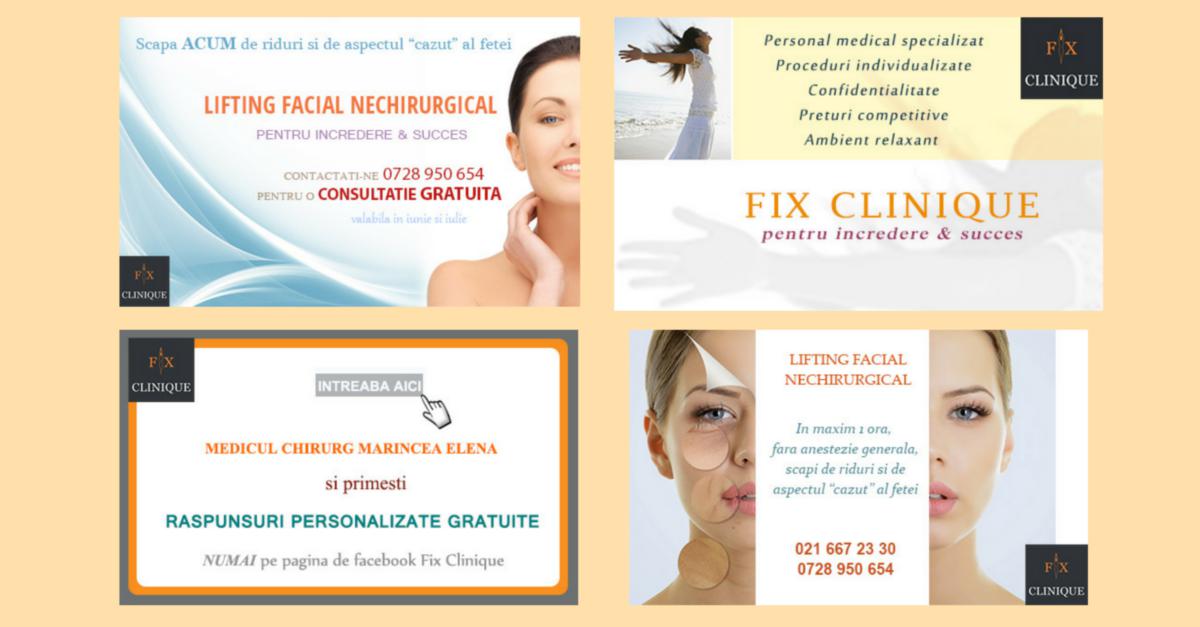 Scapa ACUM de riduri si de aspectul “cazut” al fetei
LIFTING FACIAL NECHIRURGICAL
PENTRU INCREDERE & SUCCES
CONTACTATI-NE 0728 950 654
PENTRU O CONSULTATIE GRATUITA
valabila in iunie si iulie
F X
CLINIQUE
Personal medical specializat
Proceduri individualizate
Confidentialitate
Preturi competitive
Ambient relaxant
F X
CLINIQUE
FIX CLINIQUE
pentru incredere & succes
F X
CLINIQUE
INTREABA AICI
MEDICUL CHIRURG MARINCEA ELENA
si primesti
RASPUNSURI PERSONALIZATE GRATUITE
NUMAI pe pagina de facebook Fix Clinique
LIFTING FACIAL
NECHIRURGICAL
In maxim 1 ora,
fara anestezie generala,
scapi de riduri si de
aspectul “cazut” al fetei
021 667 23 30
0728 950 654
F X
CLINIQUE